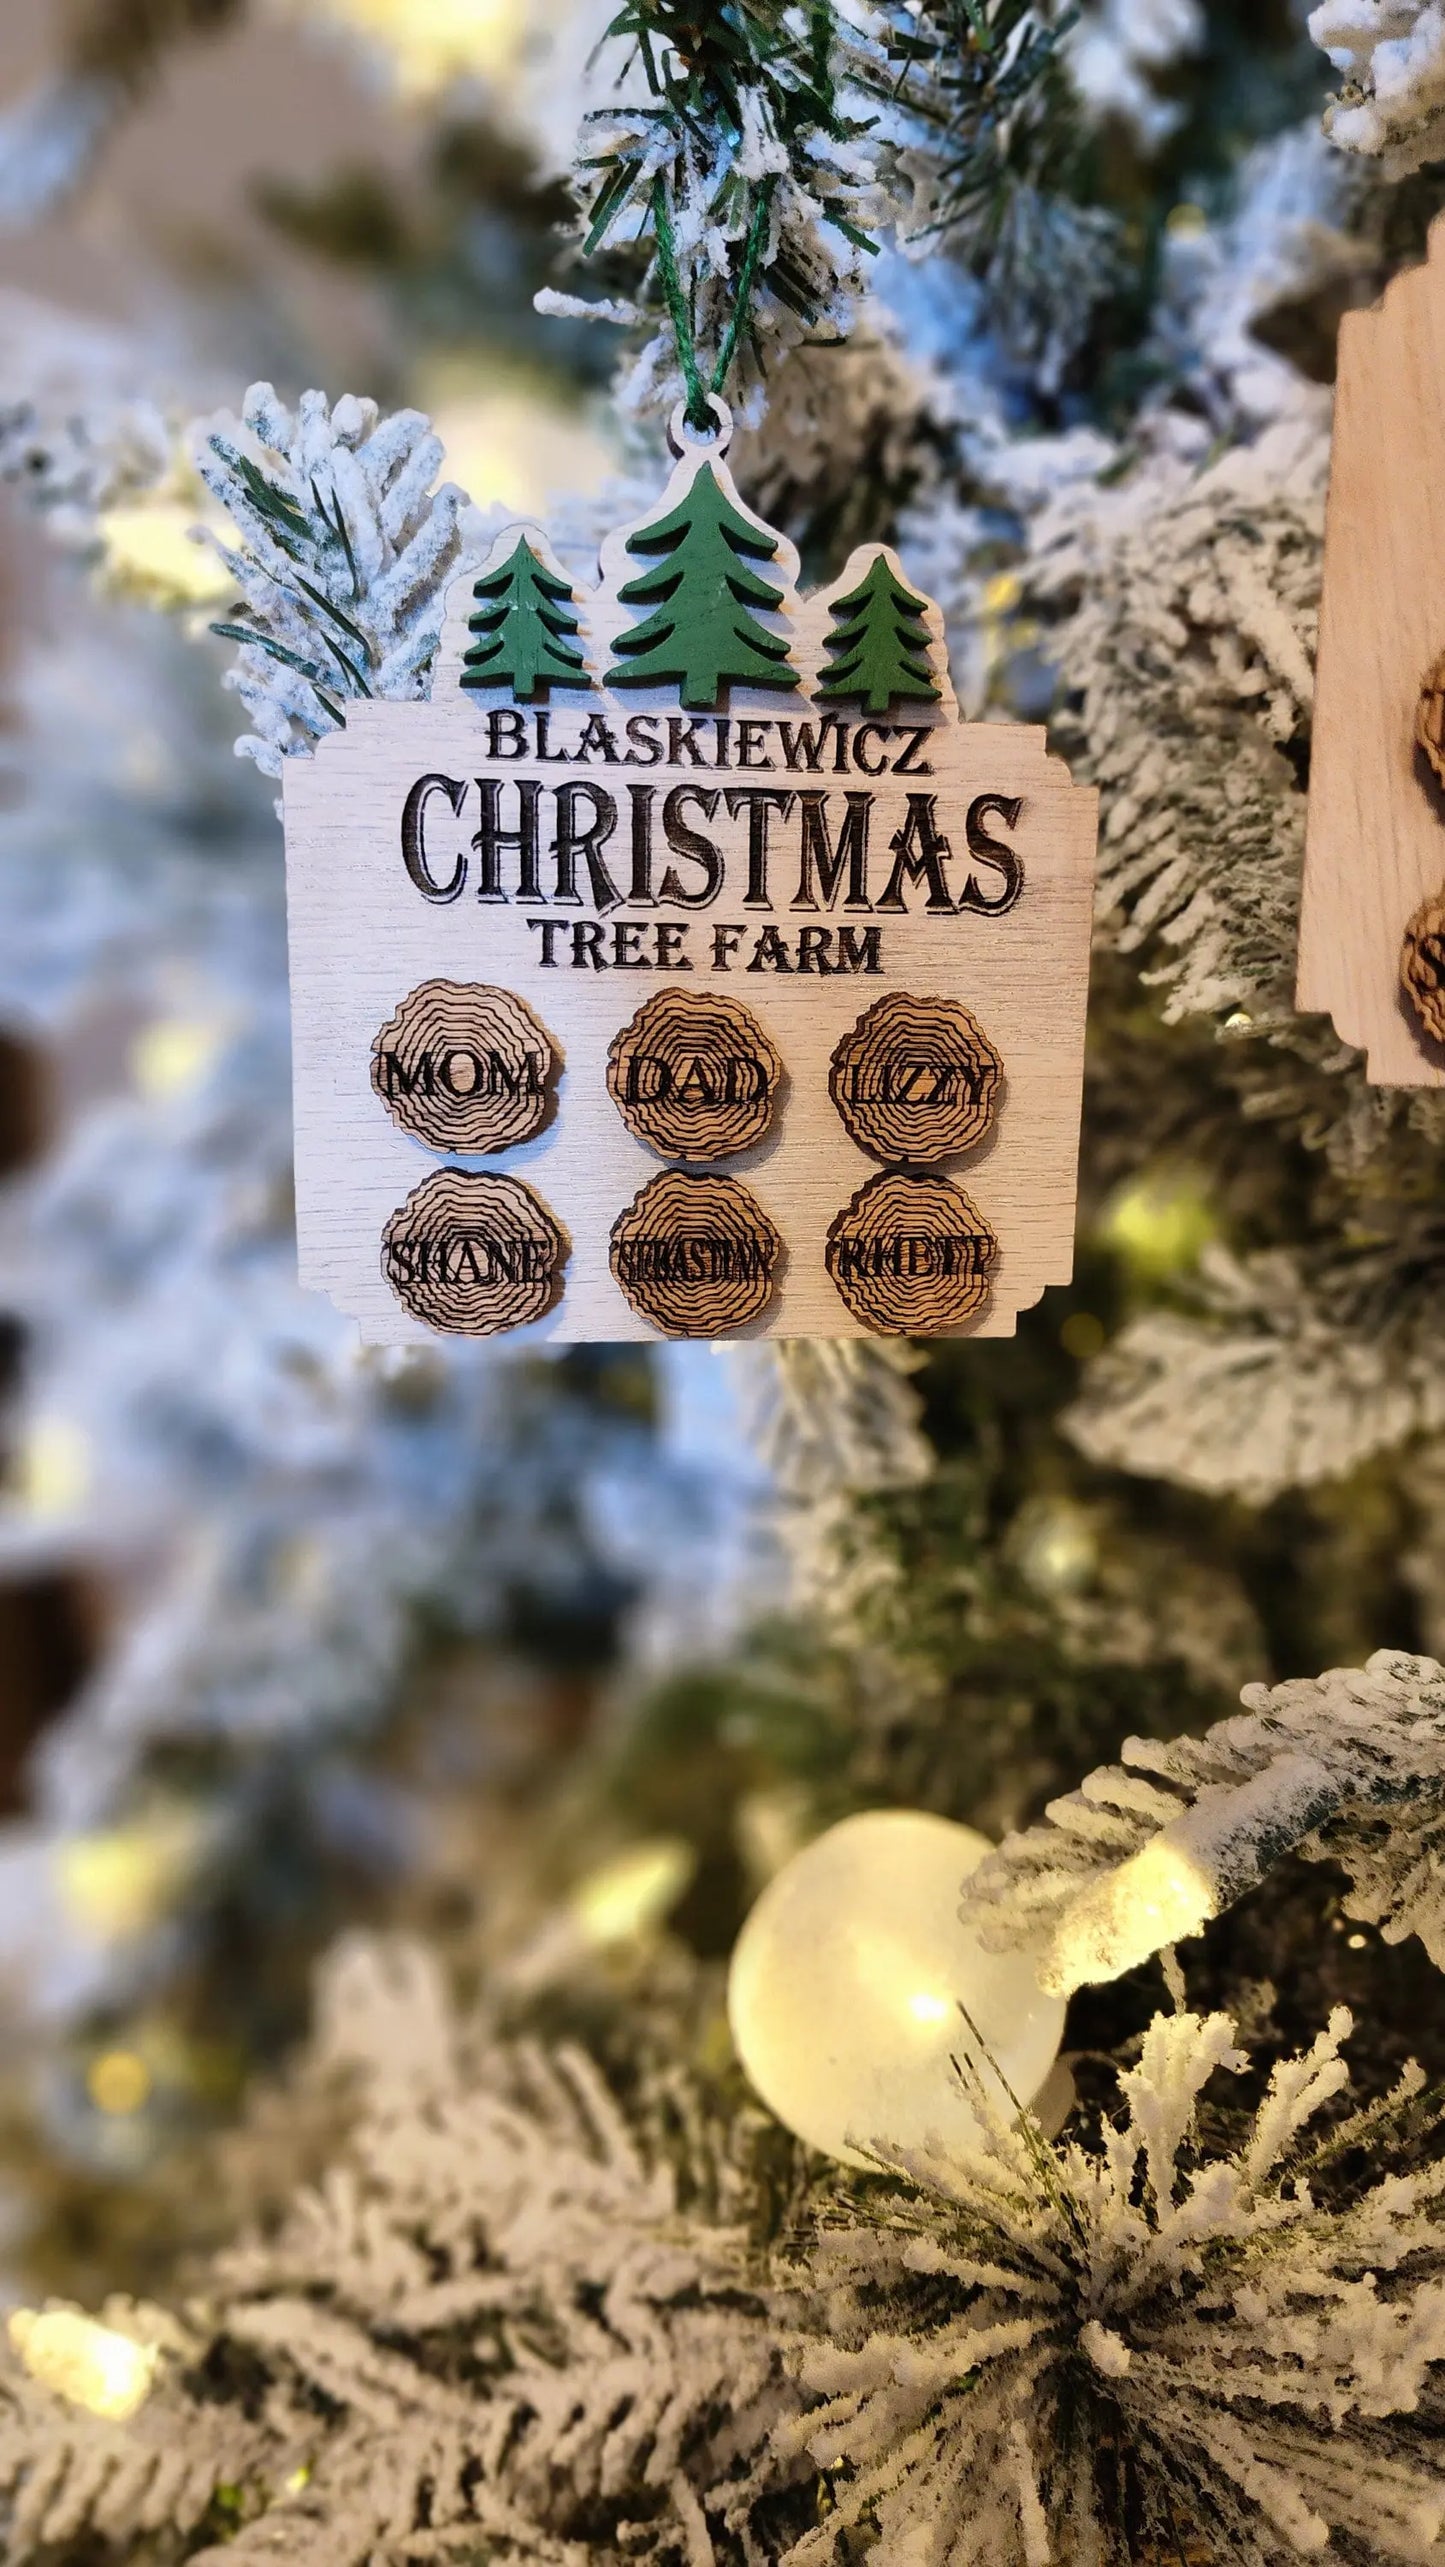 BLASKIEWICZ
CHRISTMAS
TREE FARM
MOM DAD LIZZY
SHANE SEBASTIAN RHETT